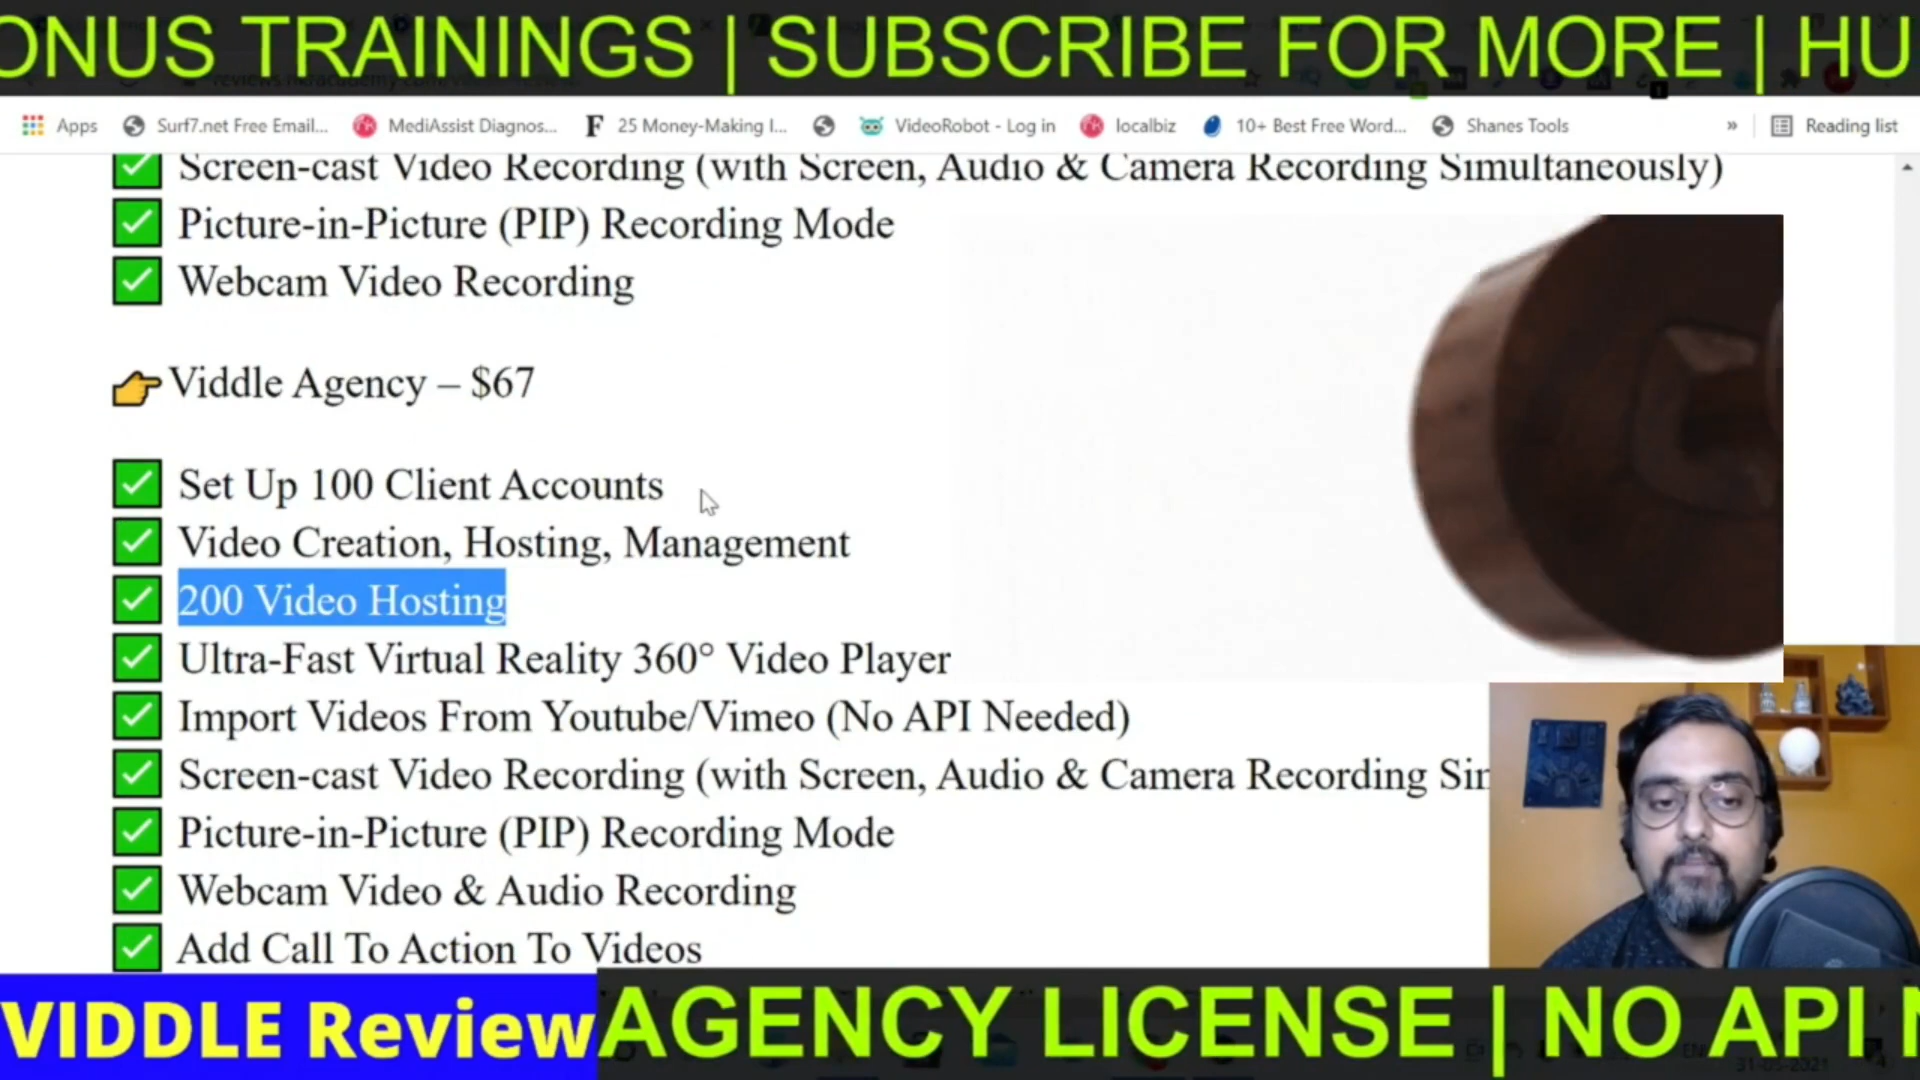 ONUS TRAININGS | SUBSCRIBE FOR MORE | HU
Apps Surf7.net Free Email... MediAssist Diagnos... 25 Money-Making I... VideoRobot - Log in localbiz 10+ Best Free Word... Shanes Tools » Reading list
Screen-cast Video Recording (with Screen, Audio & Camera Recording Simultaneously)
Picture-in-Picture (PIP) Recording Mode
Webcam Video Recording
Viddle Agency – $67
Set Up 100 Client Accounts
Video Creation, Hosting, Management
200 Video Hosting
Ultra-Fast Virtual Reality 360° Video Player
Import Videos From Youtube/Vimeo (No API Needed)
Screen-cast Video Recording (with Screen, Audio & Camera Recording Sin
Picture-in-Picture (PIP) Recording Mode
Webcam Video & Audio Recording
Add Call To Action To Videos
VIDDLE Review AGENCY LICENSE | NO API N
31-05-2021